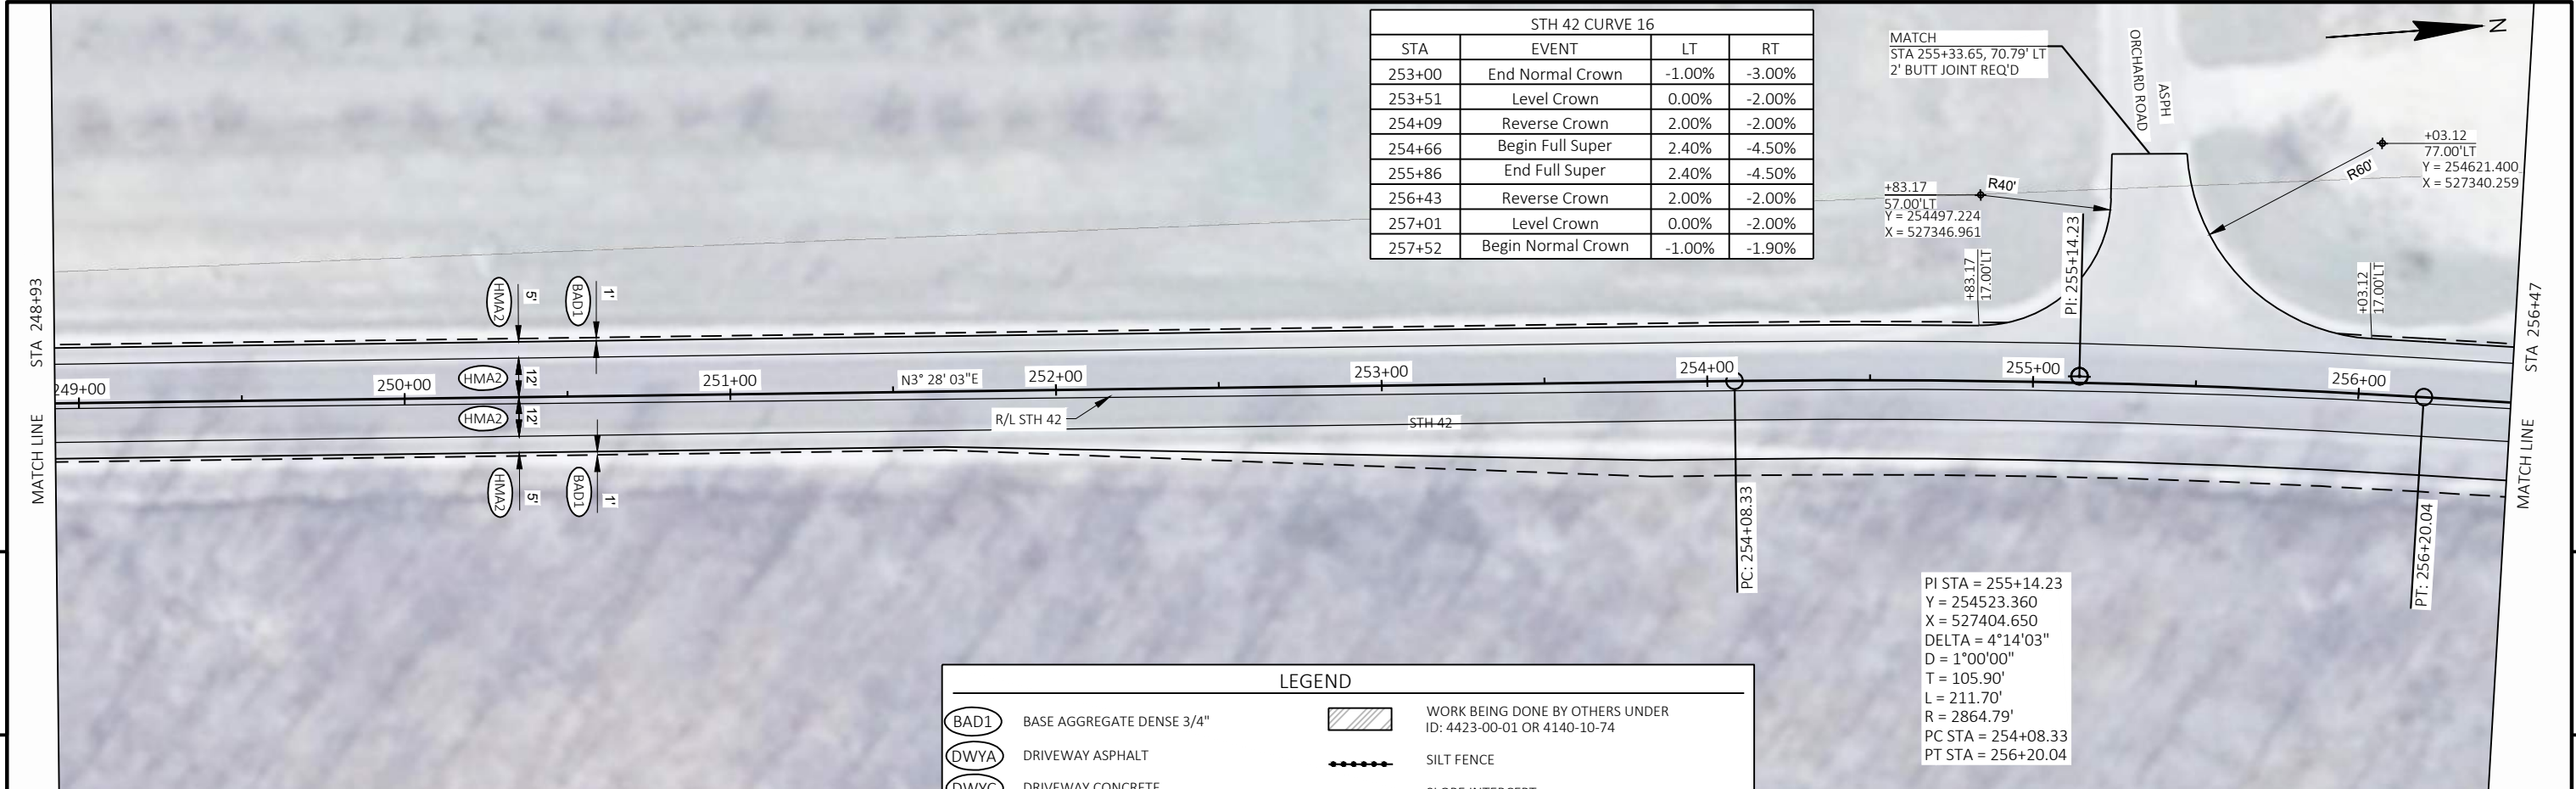 STH 42 CURVE 16
STA EVENT LT RT
253+00 End Normal Crown -1.00% -3.00%
253+51 Level Crown 0.00% -2.00%
254+09 Reverse Crown 2.00% -2.00%
254+66 Begin Full Super 2.40% -4.50%
255+86 End Full Super 2.40% -4.50%
256+43 Reverse Crown 2.00% -2.00%
257+01 Level Crown 0.00% -2.00%
257+52 Begin Normal Crown -1.00% -1.90%
MATCH
STA 255+33.65, 70.79' LT
2' BUTT JOINT REQ'D
ORCHARD ROAD
ASPH
N
+03.12
77.00'LT
Y = 254621.400
X = 527340.259
R60'
R40'
+83.17
57.00'LT
Y = 254497.224
X = 527346.961
+83.17
17.00'LT
PI: 255+14.23
+03.12
17.00'LT
MATCH LINE STA 248+93
MATCH LINE STA 256+47
HMA2 5' BAD1 1'
HMA2 12'
HMA2 12'
HMA2 5' BAD1 1'
249+00
250+00
251+00
N3° 28' 03"E
252+00
253+00
254+00
255+00
256+00
R/L STH 42
STH 42
PC: 254+08.33
PT: 256+20.04
PI STA = 255+14.23
Y = 254523.360
X = 527404.650
DELTA = 4°14'03"
D = 1°00'00"
T = 105.90'
L = 211.70'
R = 2864.79'
PC STA = 254+08.33
PT STA = 256+20.04
LEGEND
BAD1 BASE AGGREGATE DENSE 3/4"
DWYA DRIVEWAY ASPHALT
DWYC DRIVEWAY CONCRETE
WORK BEING DONE BY OTHERS UNDER
ID: 4423-00-01 OR 4140-10-74
SILT FENCE
SLOPE INTERCEPT